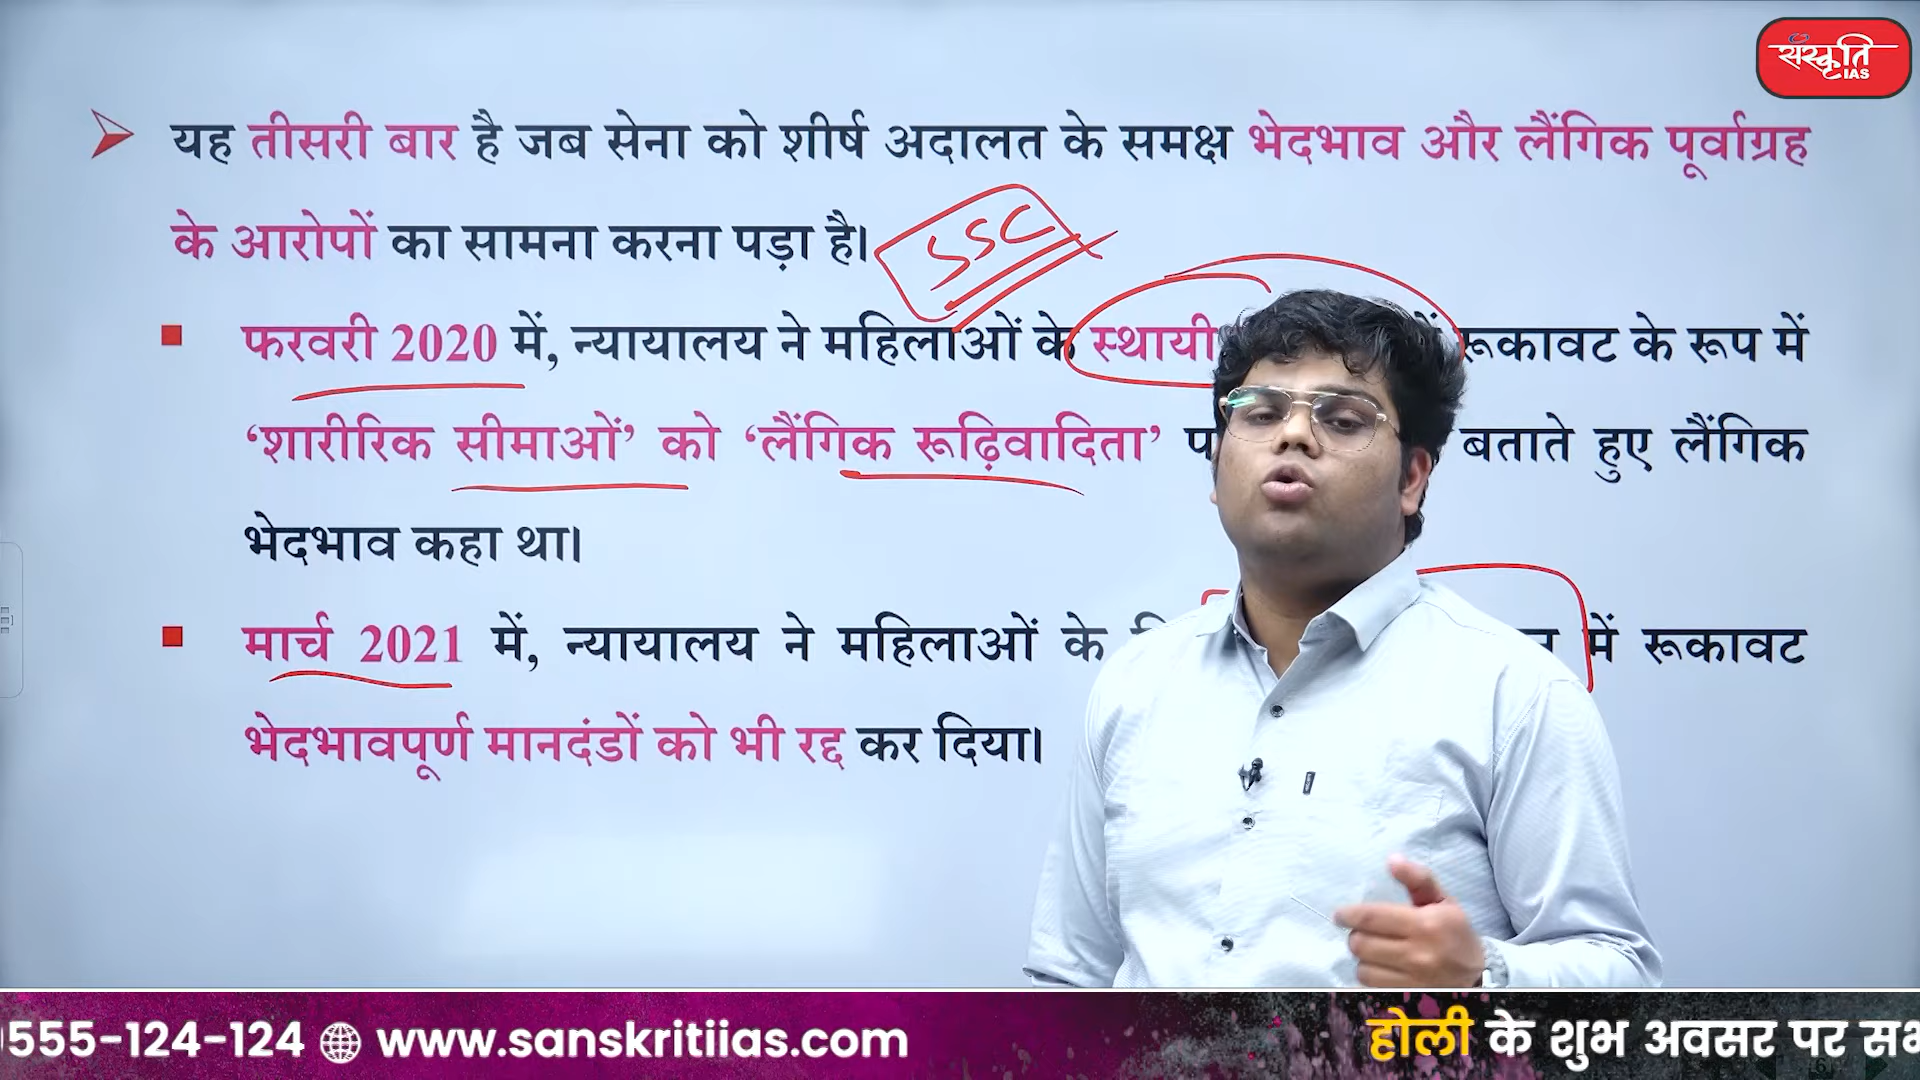 संस्कृति
IAS
यह तीसरी बार है जब सेना को शीर्ष अदालत के समक्ष भेदभाव और लैंगिक पूर्वाग्रह
के आरोपों का सामना करना पड़ा है।
SSC
फरवरी 2020 में, न्यायालय ने महिलाओं के स्थायी में रूकावट के रूप में
‘शारीरिक सीमाओं’ को ‘लैंगिक रूढ़िवादिता’ बताते हुए लैंगिक
भेदभाव कहा था।
मार्च 2021 में, न्यायालय ने महिलाओं के में रूकावट
भेदभावपूर्ण मानदंडों को भी रद्द कर दिया।
555-124-124 www.sanskritiias.com होली के शुभ अवसर पर